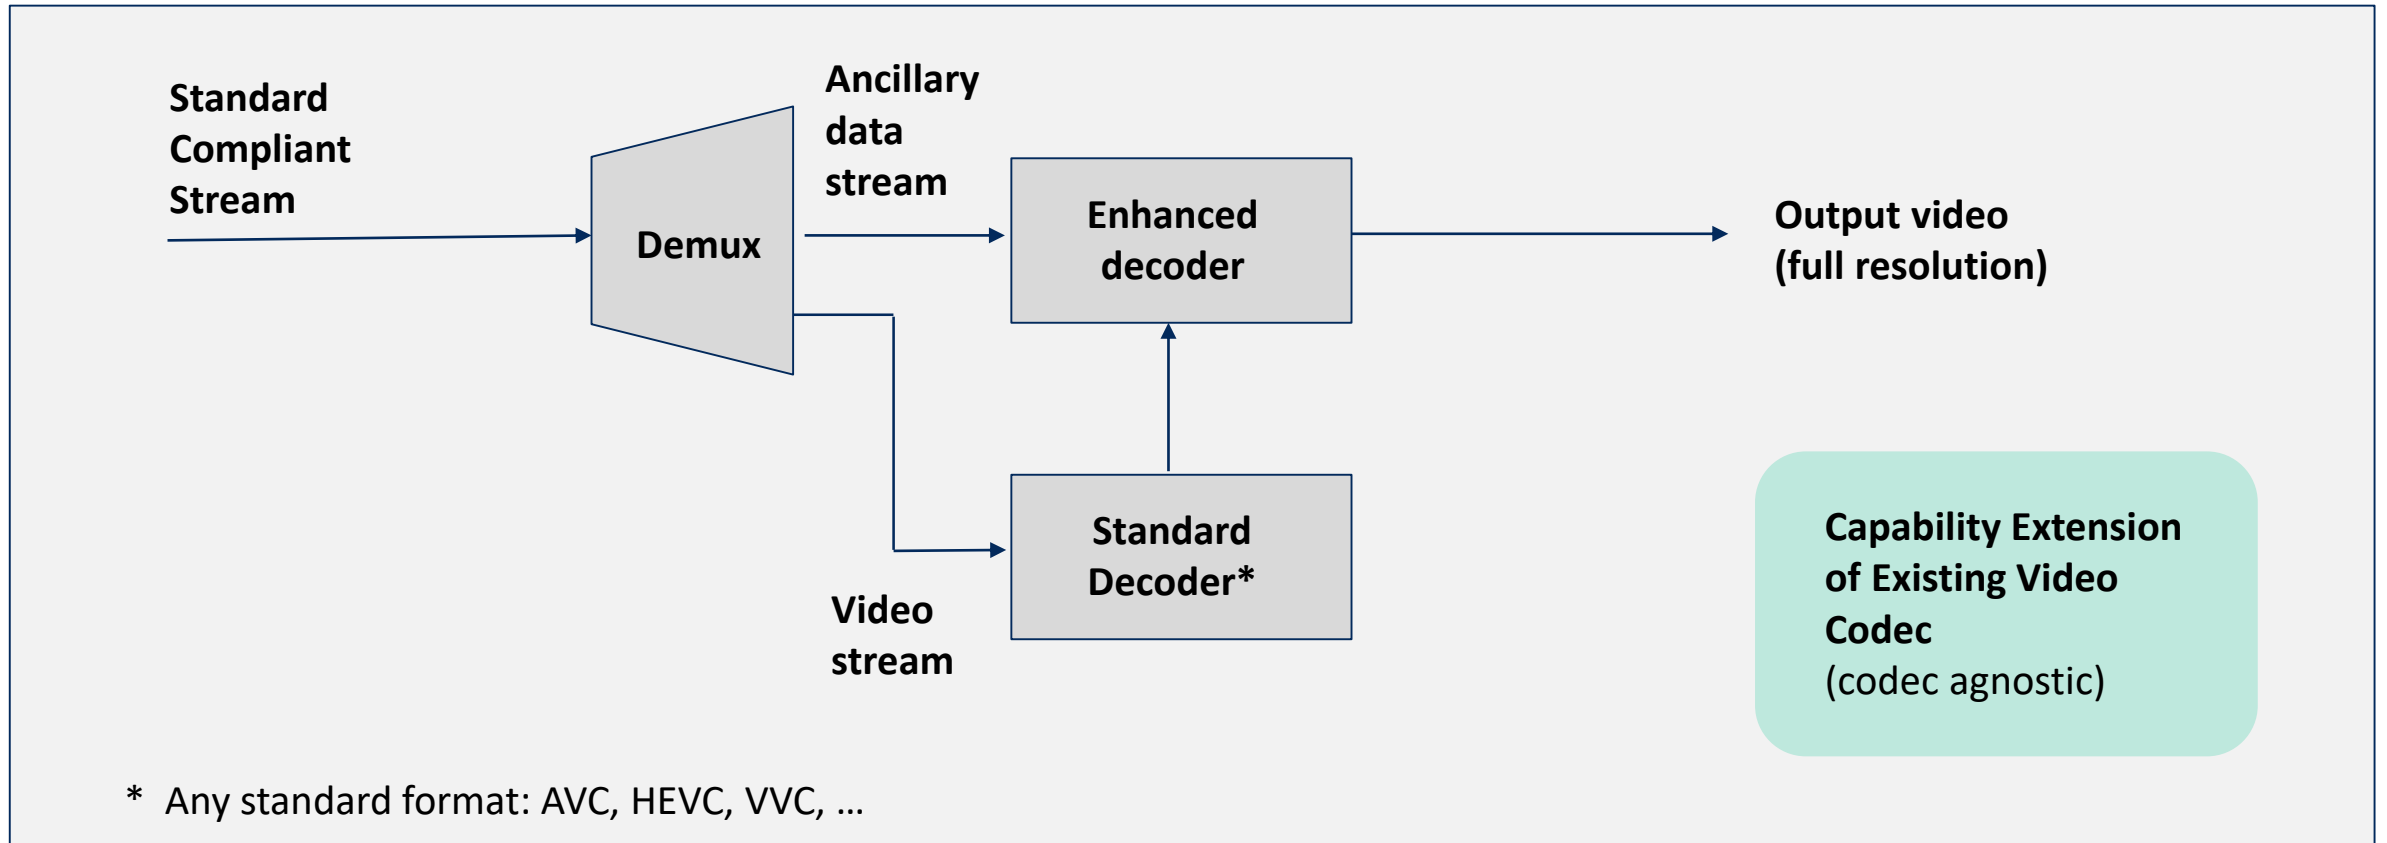 Standard
Compliant
Stream
Demux
Ancillary
data
stream
Enhanced
decoder
Output video
(full resolution)
Standard
Decoder*
Video
stream
Capability Extension
of Existing Video
Codec
(codec agnostic)
* Any standard format: AVC, HEVC, VVC, ...